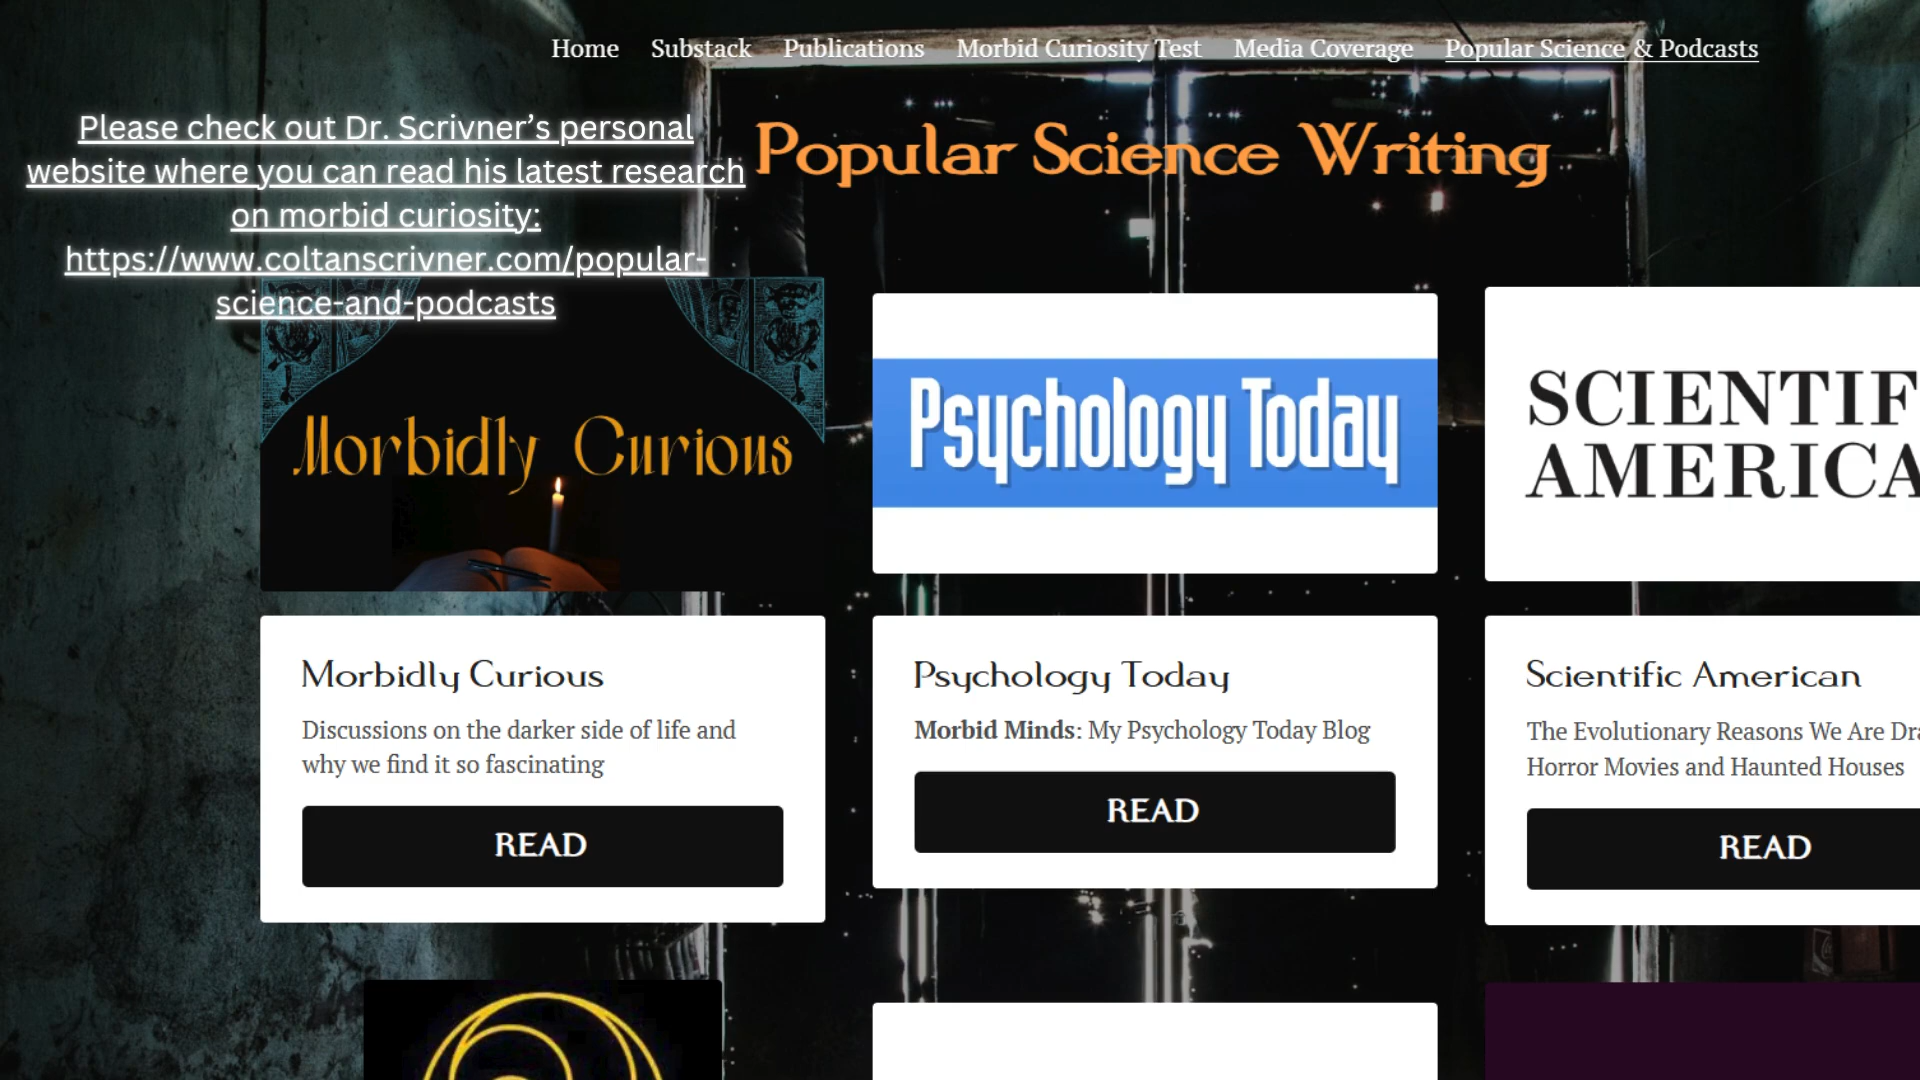 Home Substack Publications Morbid Curiosity Test Media Coverage Popular Science & Podcasts
Please check out Dr. Scrivner’s personal
website where you can read his latest research
on morbid curiosity:
https://www.coltanscrivner.com/popular-
science-and-podcasts
Popular Science Writing
Morbidly Curious
Psychology Today
SCIENTIF
AMERICA
Morbidly Curious
Discussions on the darker side of life and
why we find it so fascinating
READ
Psychology Today
Morbid Minds: My Psychology Today Blog
READ
Scientific American
The Evolutionary Reasons We Are Dra
Horror Movies and Haunted Houses
READ